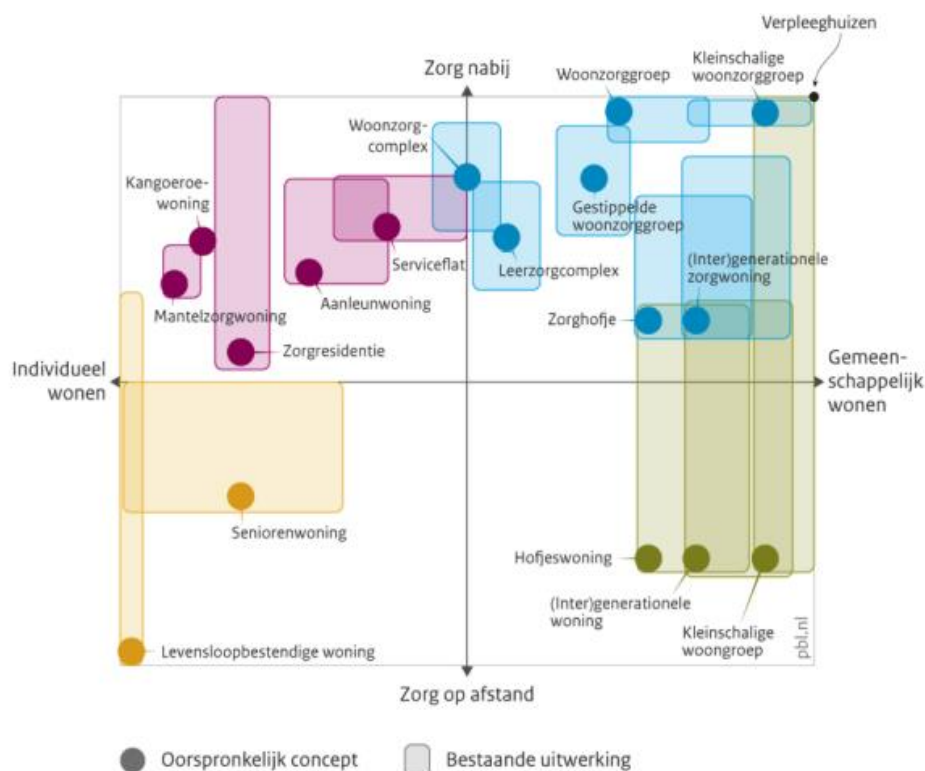 Verpleeghuizen
Zorg nabij
Woonzorggroep
Kleinschalige
woonzorggroep
Woonzorg-
complex
Kangoeroe-
woning
Gestippelde
woonzorggroep
(Inter)generationele
zorgwoning
Serviceflat
Leerzorgcomplex
Aanleunwoning
Mantelzorgwoning
Zorghofje
Zorgresidentie
Individueel
wonen
Gemeen-
schappelijk
wonen
Seniorenwoning
Hofjeswoning
(Inter)generationele
woning
Kleinschalige
woongroep
pbl.nl
Levensloopbestendige woning
Zorg op afstand
Oorspronkelijk concept
Bestaande uitwerking